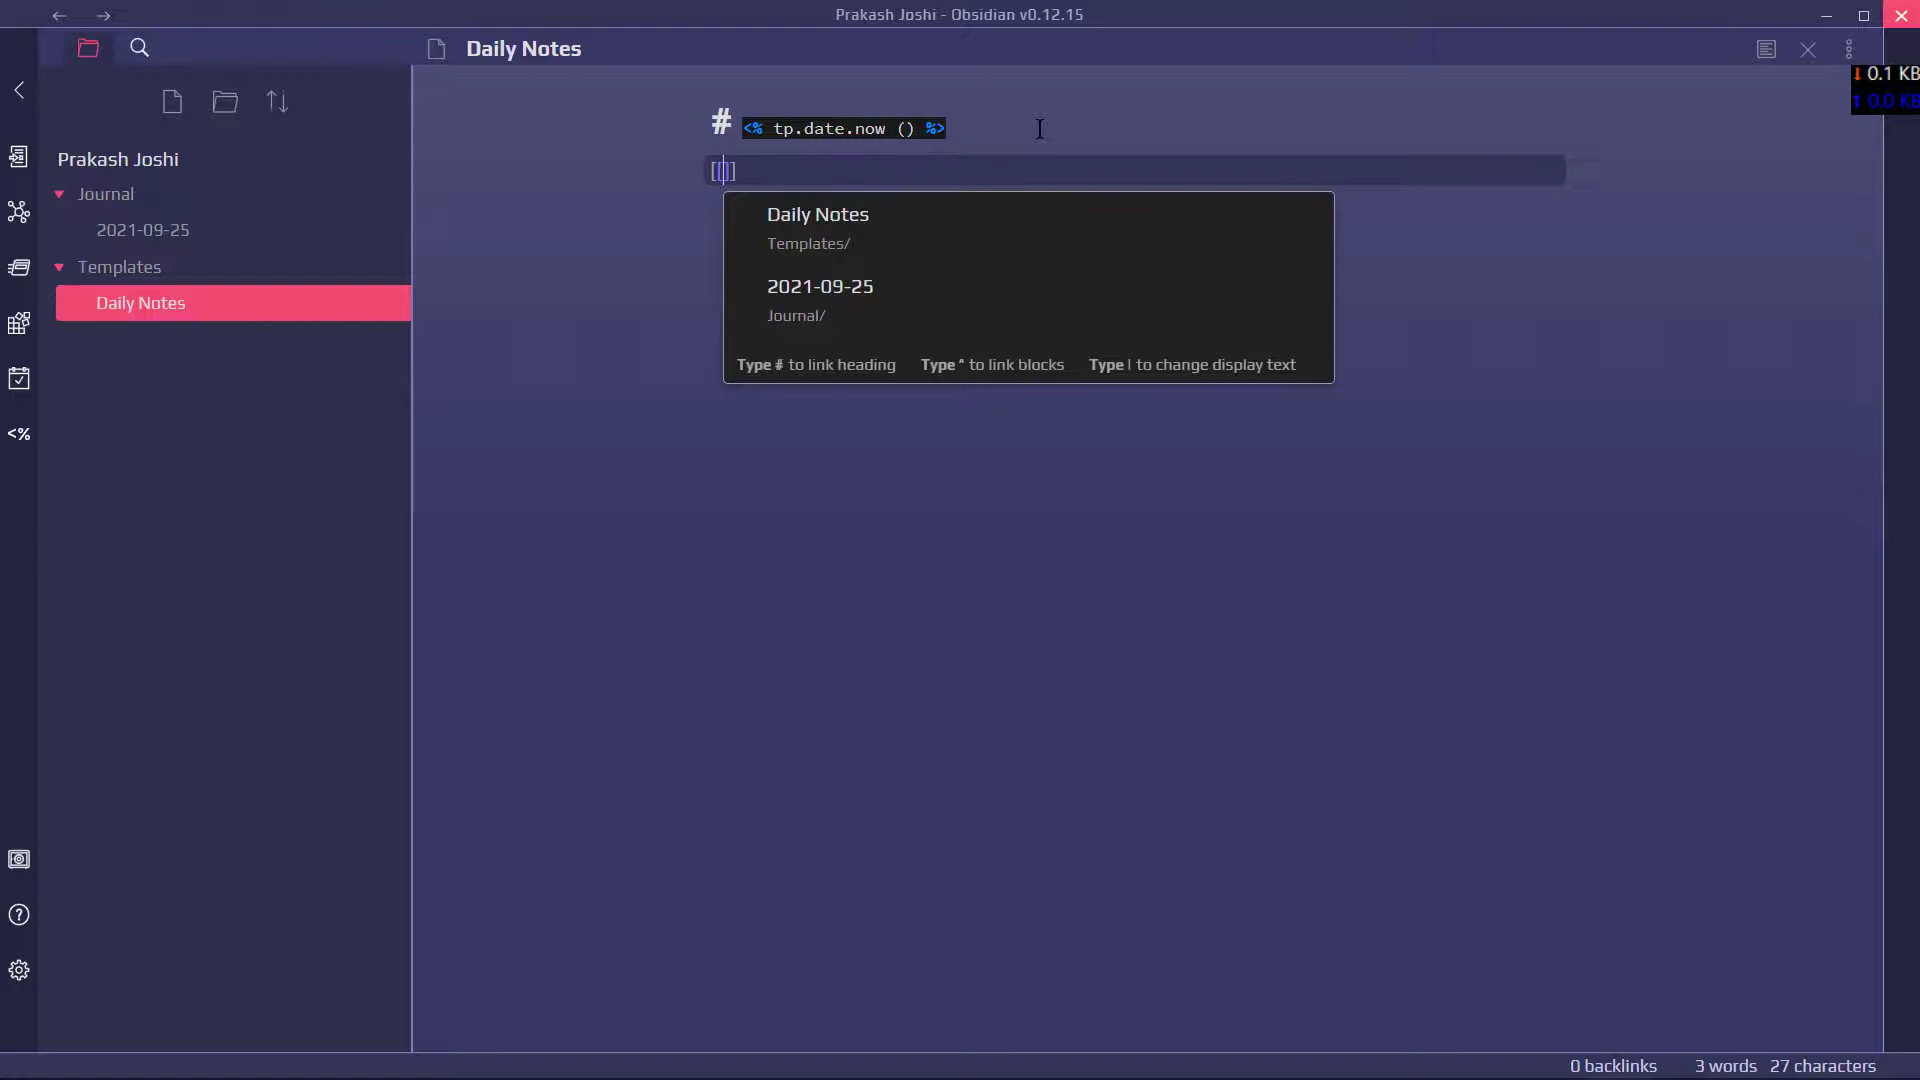 Prakash Joshi - Obsidian v0.12.15
Daily Notes
↓ 0.1 KB
↑ 0.0 KB
Prakash Joshi
Journal
2021-09-25
Templates
Daily Notes
<%
# <% tp.date.now () %>
[[]]
Daily Notes
Templates/
2021-09-25
Journal/
Type # to link heading Type ^ to link blocks Type | to change display text
0 backlinks 3 words 27 characters